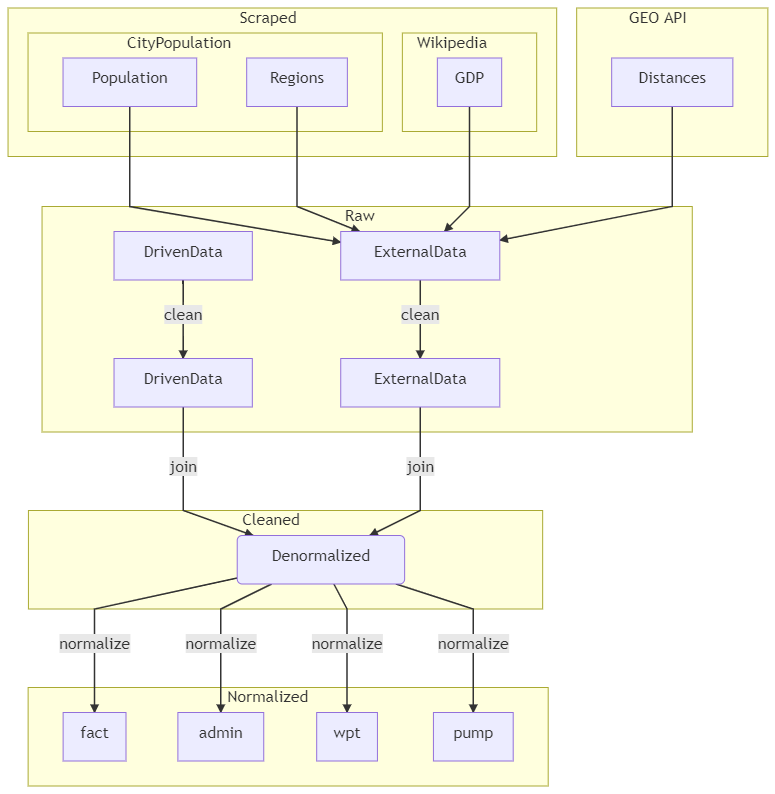 Scraped
GEO API
CityPopulation
Wikipedia
Population
Regions
GDP
Distances
Raw
DrivenData
ExternalData
clean
clean
DrivenData
ExternalData
join
join
Cleaned
Denormalized
normalize
normalize
normalize
normalize
Normalized
fact
admin
wpt
pump